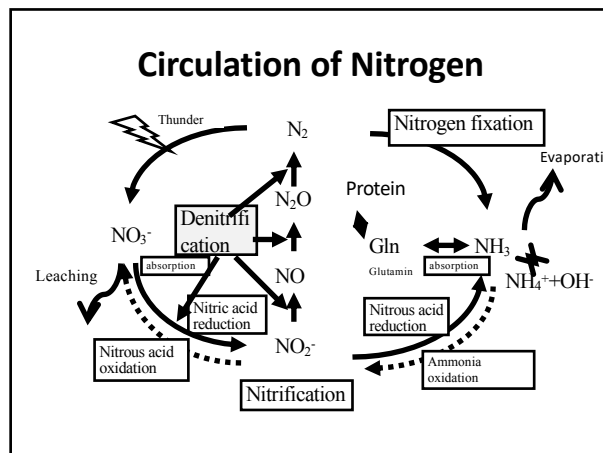 Circulation of Nitrogen
Thunder
N₂
Nitrogen fixation
Evaporati
Protein
N₂O
Denitrifi
cation
NO₃⁻
Gln
NH₃
Glutamin
absorption
absorption
NO
NH₄⁺+OH⁻
Leaching
Nitric acid
reduction
Nitrous acid
reduction
NO₂⁻
Nitrous acid
oxidation
Ammonia
oxidation
Nitrification